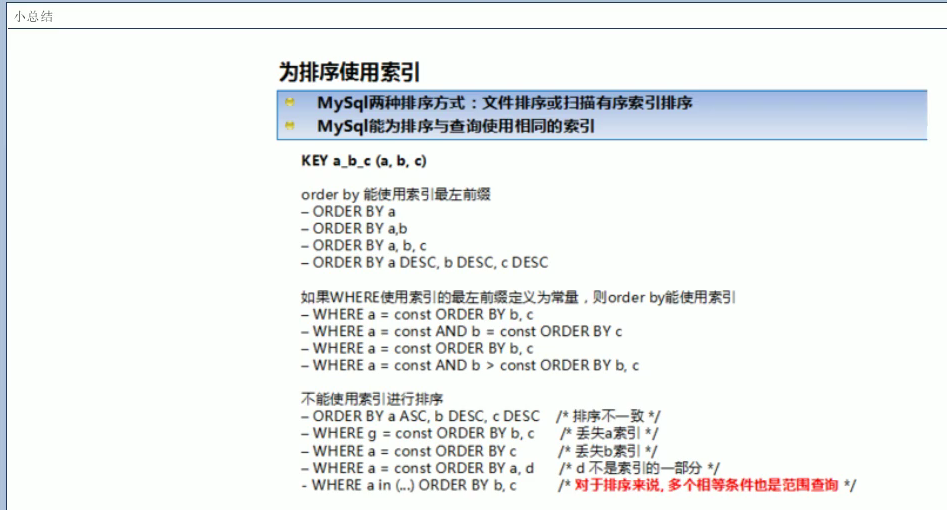 小总结
为排序使用索引
MySql两种排序方式：文件排序或扫描有序索引排序
MySql能为排序与查询使用相同的索引
KEY a_b_c (a, b, c)
order by 能使用索引最左前缀
– ORDER BY a
– ORDER BY a,b
– ORDER BY a, b, c
– ORDER BY a DESC, b DESC, c DESC
如果WHERE使用索引的最左前缀定义为常量，则order by能使用索引
– WHERE a = const ORDER BY b, c
– WHERE a = const AND b = const ORDER BY c
– WHERE a = const ORDER BY b, c
– WHERE a = const AND b > const ORDER BY b, c
不能使用索引进行排序
– ORDER BY a ASC, b DESC, c DESC /* 排序不一致 */
– WHERE g = const ORDER BY b, c /* 丢失a索引 */
– WHERE a = const ORDER BY c /* 丢失b索引 */
– WHERE a = const ORDER BY a, d /* d 不是索引的一部分 */
- WHERE a in (...) ORDER BY b, c /* 对于排序来说, 多个相等条件也是范围查询 */